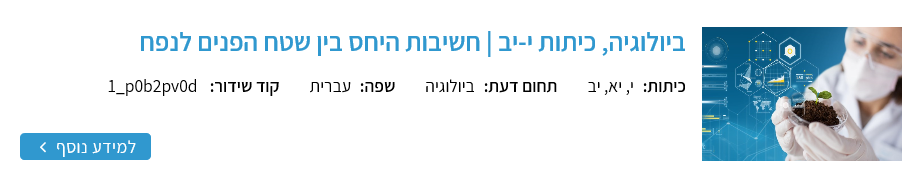 ביולוגיה, כיתות י-יב | חשיבות היחס בין שטח הפנים לנפח
כיתות: י, יא, יב תחום דעת: ביולוגיה שפה: עברית קוד שידור: 1_p0b2pv0d
למידע נוסף